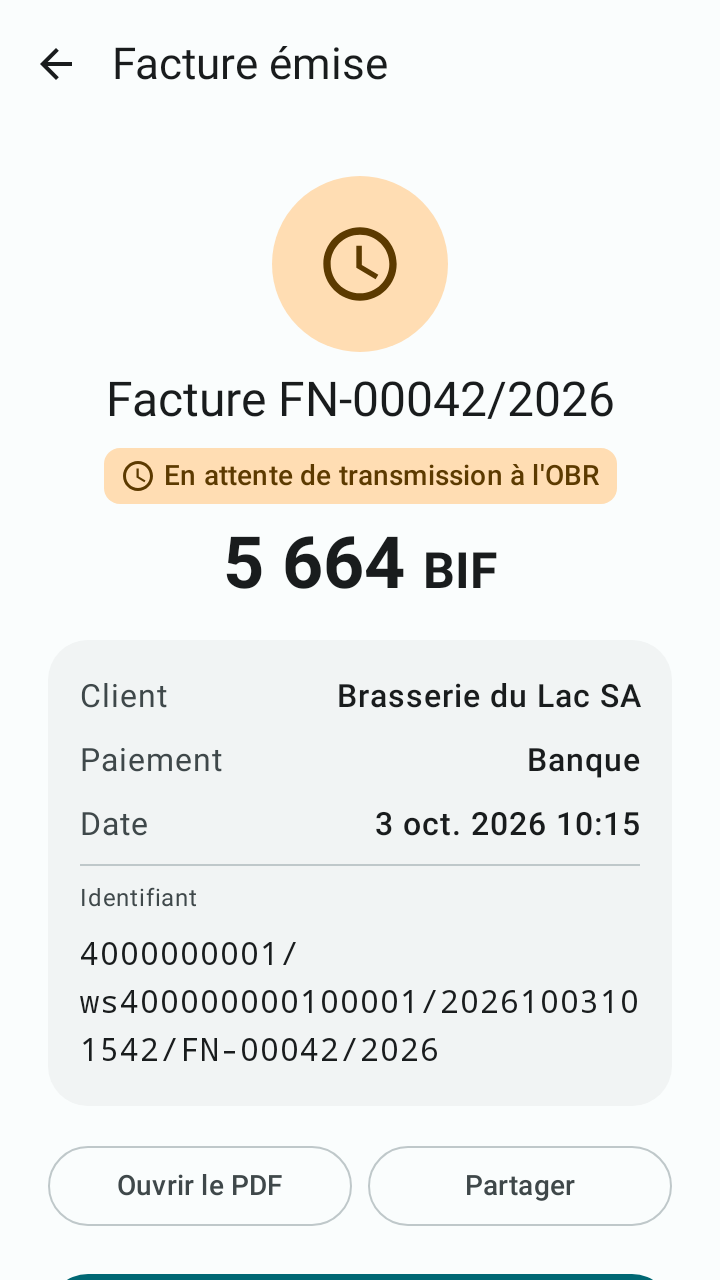 Facture émise
Facture FN-00042/2026
En attente de transmission à l'OBR
5 664 BIF
Client Brasserie du Lac SA
Paiement Banque
Date 3 oct. 2026 10:15
Identifiant
4000000001/
ws400000000100001/2026100310
1542/FN-00042/2026
Ouvrir le PDF Partager